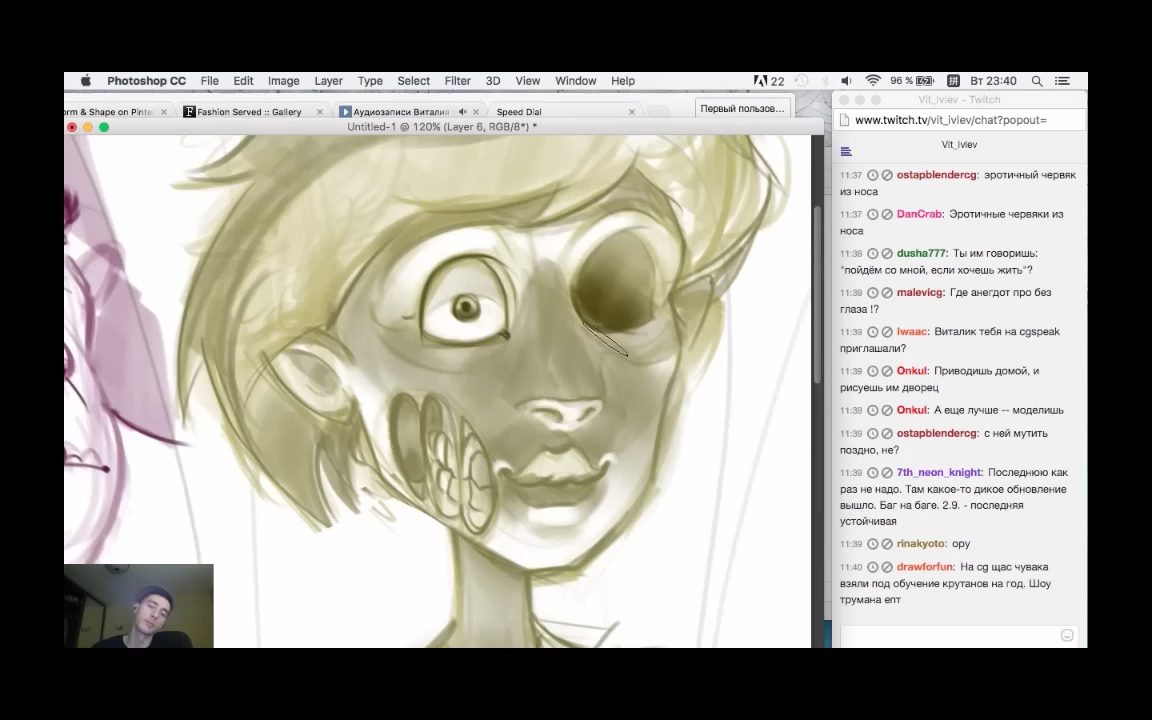 Photoshop CC File Edit Image Layer Type Select Filter 3D View Window Help 22 96 % Вт 23:40
orm & Shape on Pinte Fashion Served :: Gallery Аудиозаписи Виталия Speed Dial Первый пользов...
Untitled-1 @ 120% (Layer 6, RGB/8*) *
Vit_Ivlev - Twitch
www.twitch.tv/vit_ivlev/chat?popout=
Vit_Ivlev
11:37 ostapblendercg: эротичный червяк
из носа
11:37 DanCrab: Эротичные червяки из
носа
11:38 dusha777: Ты им говоришь:
"пойдём со мной, если хочешь жить"?
11:39 malevicg: Где анегдот про без
глаза !?
11:39 Iwaac: Виталик тебя на cgspeak
приглашали?
11:39 Onkul: Приводишь домой, и
рисуешь им дворец
11:39 Onkul: А еще лучше -- моделишь
11:39 ostapblendercg: с ней мутить
поздно, не?
11:39 7th_neon_knight: Последнюю как
раз не надо. Там какое-то дикое обновление
вышло. Баг на баге. 2.9. - последняя
устойчивая
11:39 rinakyoto: ору
11:40 drawforfun: На cg щас чувака
взяли под обучение крутанов на год. Шоу
трумана епт